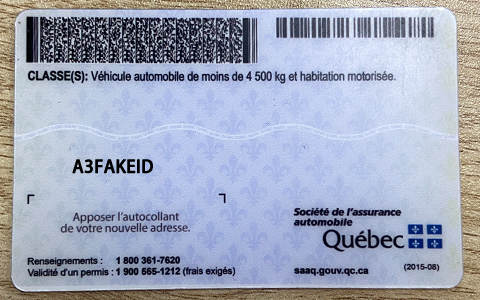 CLASSE(S): Véhicule automobile de moins de 4 500 kg et habitation motorisée.
A3FAKEID
Apposer l'autocollant
de votre nouvelle adresse.
Société de l'assurance
automobile
Québec
Renseignements : 1 800 361-7620
Validité d'un permis : 1 900 565-1212 (frais exigés)
saaq.gouv.qc.ca
(2015-08)